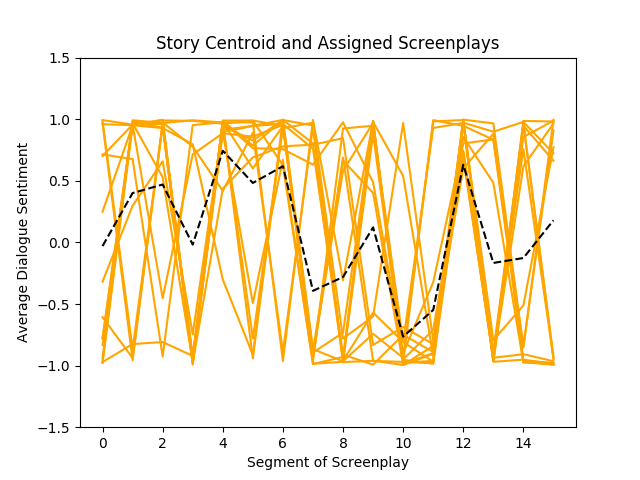 Story Centroid and Assigned Screenplays
1.5
1.0
0.5
0.0
−0.5
−1.0
−1.5
Average Dialogue Sentiment
0 2 4 6 8 10 12 14
Segment of Screenplay